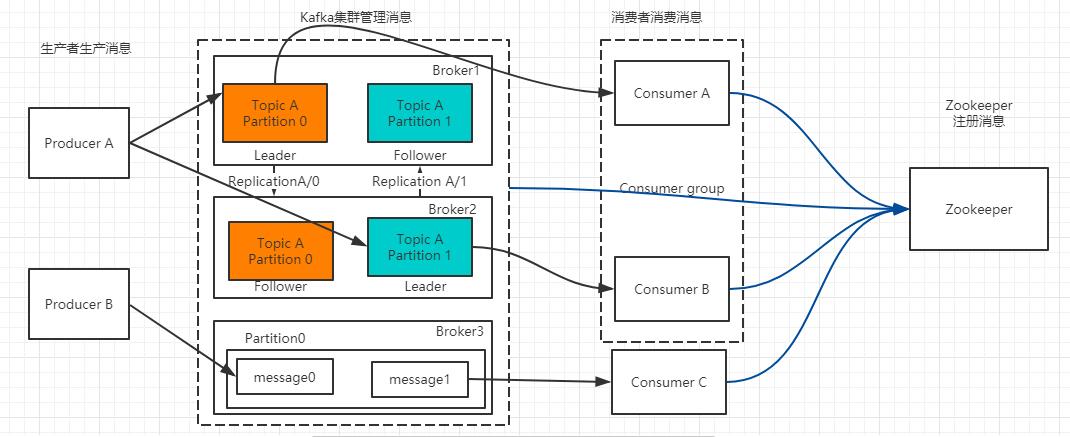 Kafka集群管理消息
消费者消费消息
生产者生产消息
Broker1
Topic A
Partition 0
Topic A
Partition 1
Leader
Follower
Producer A
Consumer A
Zookeeper
注册消息
ReplicationA/0
Replication A/1
Consumer group
Broker2
Topic A
Partition 0
Topic A
Partition 1
Follower
Leader
Zookeeper
Producer B
Consumer B
Broker3
Partition0
message0
message1
Consumer C